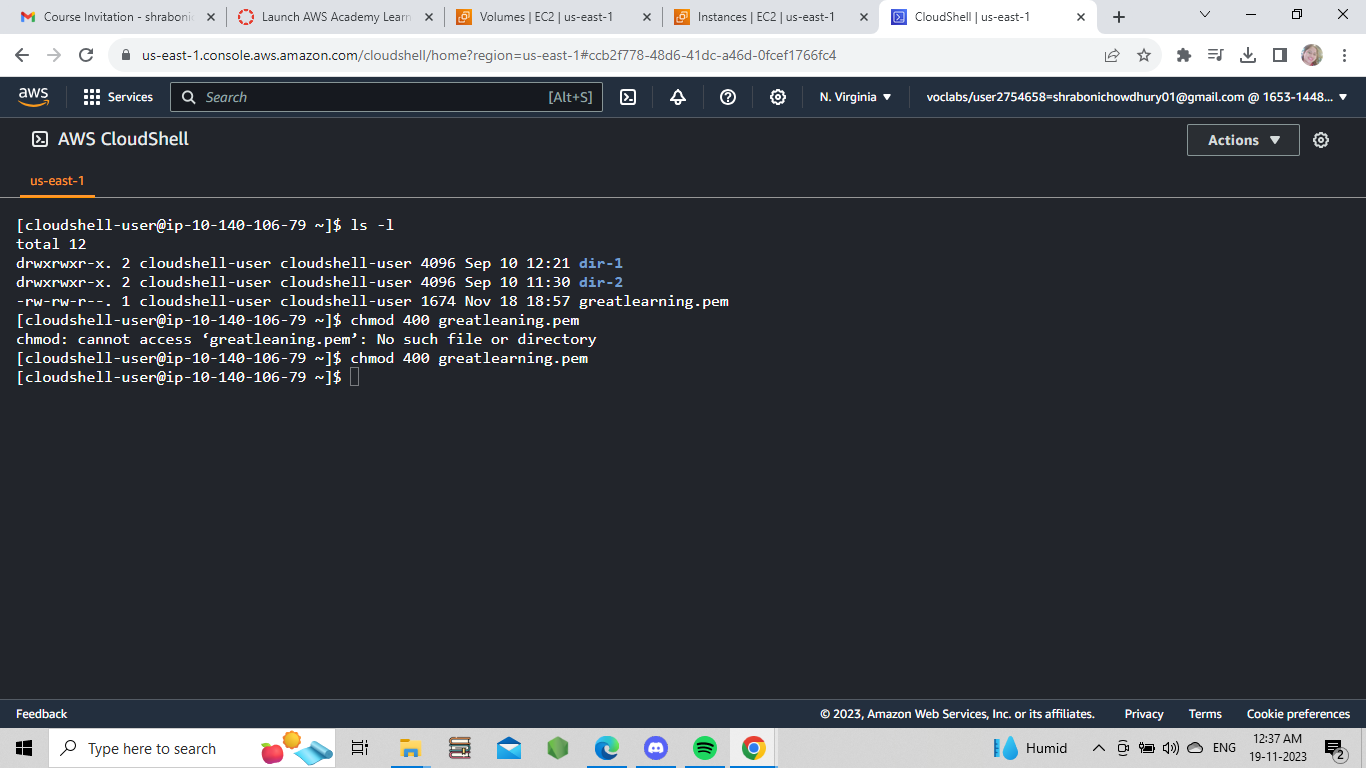 Course Invitation - shraboni
Launch AWS Academy Learn
Volumes | EC2 | us-east-1
Instances | EC2 | us-east-1
CloudShell | us-east-1
us-east-1.console.aws.amazon.com/cloudshell/home?region=us-east-1#ccb2f778-48d6-41dc-a46d-0fcef1766fc4
aws
Services
Search
[Alt+S]
N. Virginia
voclabs/user2754658=shrabonichowdhury01@gmail.com @ 1653-1448...
AWS CloudShell
Actions
us-east-1
[cloudshell-user@ip-10-140-106-79 ~]$ ls -l
total 12
drwxrwxr-x. 2 cloudshell-user cloudshell-user 4096 Sep 10 12:21 dir-1
drwxrwxr-x. 2 cloudshell-user cloudshell-user 4096 Sep 10 11:30 dir-2
-rw-rw-r--. 1 cloudshell-user cloudshell-user 1674 Nov 18 18:57 greatlearning.pem
[cloudshell-user@ip-10-140-106-79 ~]$ chmod 400 greatleaning.pem
chmod: cannot access ‘greatleaning.pem’: No such file or directory
[cloudshell-user@ip-10-140-106-79 ~]$ chmod 400 greatlearning.pem
[cloudshell-user@ip-10-140-106-79 ~]$
Feedback
© 2023, Amazon Web Services, Inc. or its affiliates.
Privacy
Terms
Cookie preferences
Type here to search
Humid
ENG
12:37 AM
19-11-2023
2